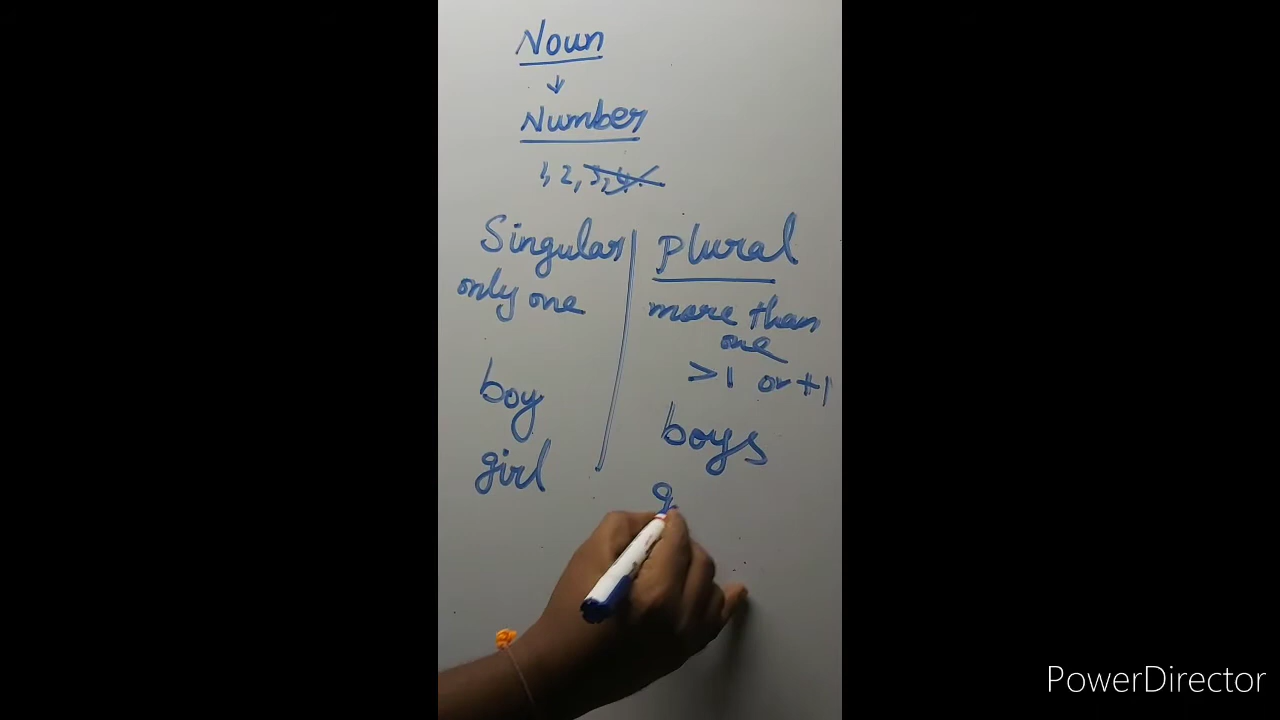 Noun
↓
Number
1, 2, 3, 4.
Singular
only one
boy
girl
Plural
more than
one
>1 or +1
boys
g
PowerDirector